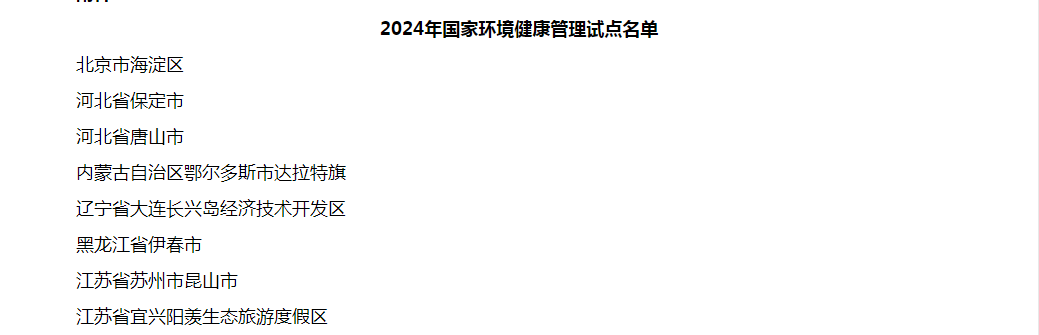 2024年国家环境健康管理试点名单
北京市海淀区
河北省保定市
河北省唐山市
内蒙古自治区鄂尔多斯市达拉特旗
辽宁省大连长兴岛经济技术开发区
黑龙江省伊春市
江苏省苏州市昆山市
江苏省宜兴阳羡生态旅游度假区